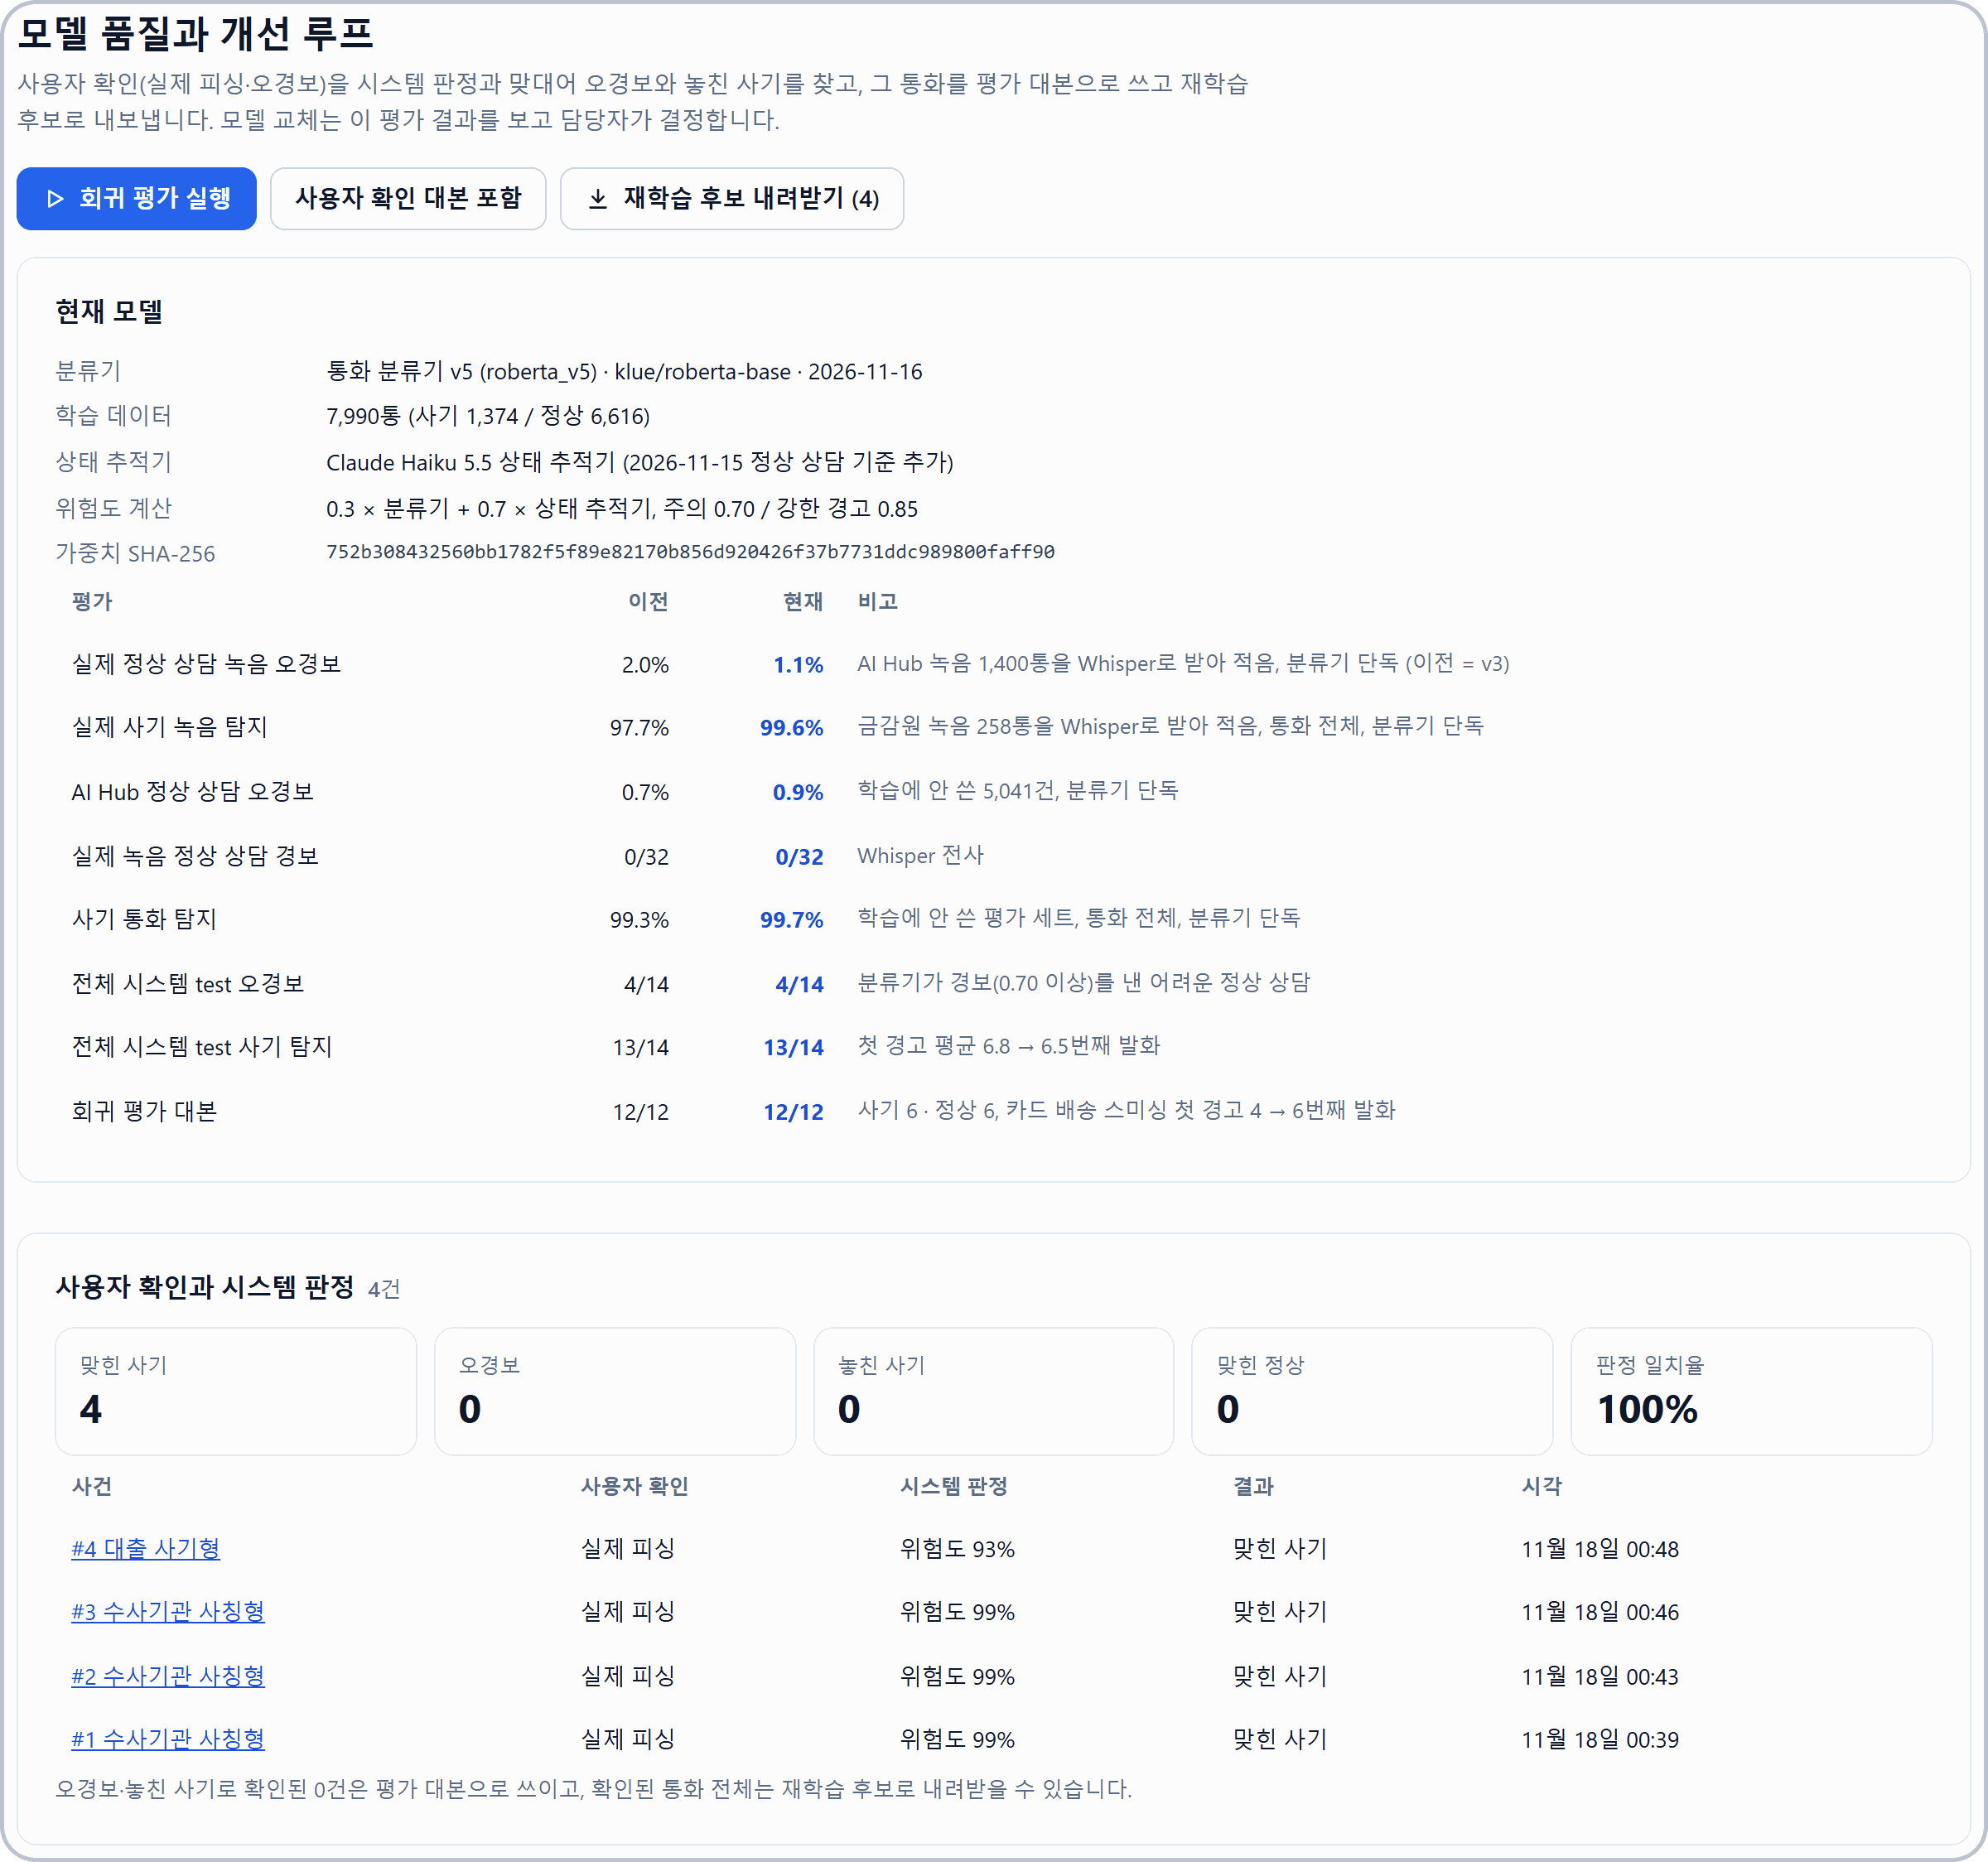 모델 품질과 개선 루프
사용자 확인(실제 피싱·오경보)을 시스템 판정과 맞대어 오경보와 놓친 사기를 찾고, 그 통화를 평가 대본으로 쓰고 재학습
후보로 내보냅니다. 모델 교체는 이 평가 결과를 보고 담당자가 결정합니다.
회귀 평가 실행 사용자 확인 대본 포함 재학습 후보 내려받기 (4)
현재 모델
분류기 통화 분류기 v5 (roberta_v5) · klue/roberta-base · 2026-11-16
학습 데이터 7,990통 (사기 1,374 / 정상 6,616)
상태 추적기 Claude Haiku 5.5 상태 추적기 (2026-11-15 정상 상담 기준 추가)
위험도 계산 0.3 × 분류기 + 0.7 × 상태 추적기, 주의 0.70 / 강한 경고 0.85
가중치 SHA-256 752b308432560bb1782f5f89e82170b856d920426f37b7731ddc989800faff90
평가 이전 현재 비고
실제 정상 상담 녹음 오경보 2.0% 1.1% AI Hub 녹음 1,400통을 Whisper로 받아 적음, 분류기 단독 (이전 = v3)
실제 사기 녹음 탐지 97.7% 99.6% 금감원 녹음 258통을 Whisper로 받아 적음, 통화 전체, 분류기 단독
AI Hub 정상 상담 오경보 0.7% 0.9% 학습에 안 쓴 5,041건, 분류기 단독
실제 녹음 정상 상담 경보 0/32 0/32 Whisper 전사
사기 통화 탐지 99.3% 99.7% 학습에 안 쓴 평가 세트, 통화 전체, 분류기 단독
전체 시스템 test 오경보 4/14 4/14 분류기가 경보(0.70 이상)를 낸 어려운 정상 상담
전체 시스템 test 사기 탐지 13/14 13/14 첫 경고 평균 6.8 → 6.5번째 발화
회귀 평가 대본 12/12 12/12 사기 6 · 정상 6, 카드 배송 스미싱 첫 경고 4 → 6번째 발화
사용자 확인과 시스템 판정 4건
맞힌 사기 오경보 놓친 사기 맞힌 정상 판정 일치율
4 0 0 0 100%
사건 사용자 확인 시스템 판정 결과 시각
#4 대출 사기형 실제 피싱 위험도 93% 맞힌 사기 11월 18일 00:48
#3 수사기관 사칭형 실제 피싱 위험도 99% 맞힌 사기 11월 18일 00:46
#2 수사기관 사칭형 실제 피싱 위험도 99% 맞힌 사기 11월 18일 00:43
#1 수사기관 사칭형 실제 피싱 위험도 99% 맞힌 사기 11월 18일 00:39
오경보·놓친 사기로 확인된 0건은 평가 대본으로 쓰이고, 확인된 통화 전체는 재학습 후보로 내려받을 수 있습니다.